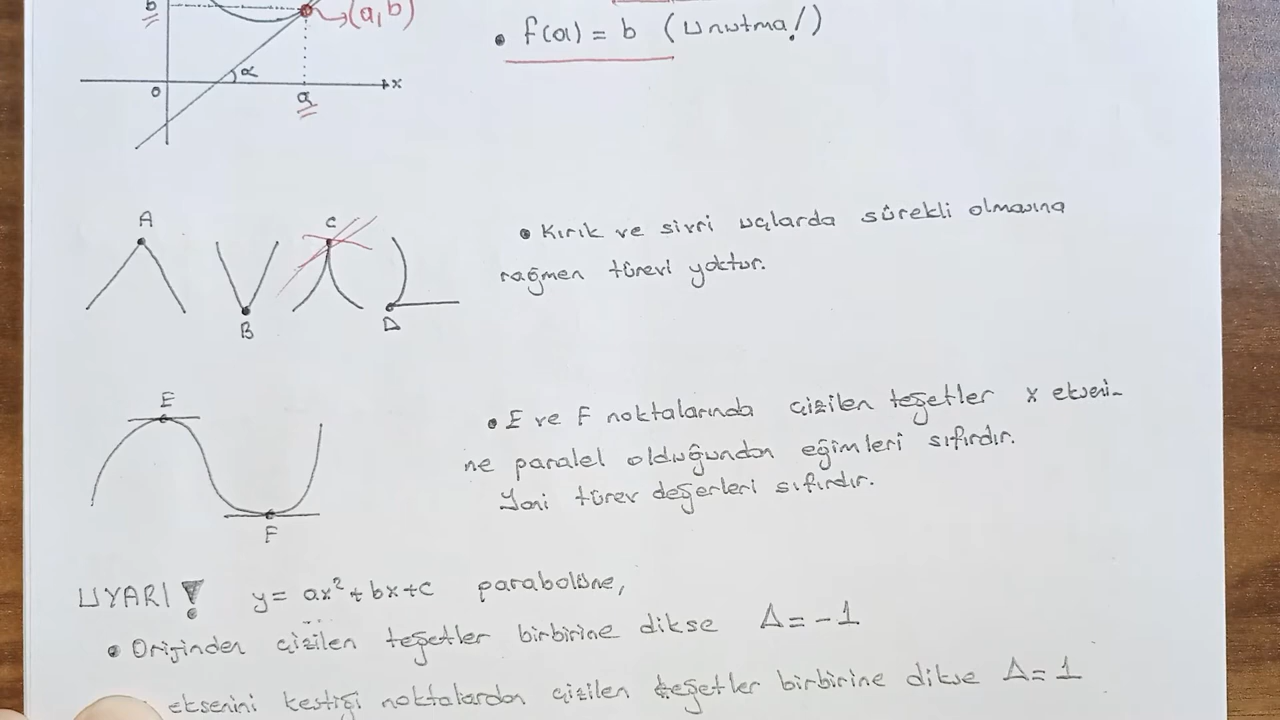 b
(a,b)
α
x
0
a
• f(a) = b (Unutma!)
A
C
B
D
• Kırık ve sivri uçlarda sürekli olmasına
rağmen türevi yoktur.
E
F
• E ve F noktalarında çizilen teğetler x ekseni-
ne paralel olduğundan eğimleri sıfırdır.
Yani türev değerleri sıfırdır.
UYARI! y = ax² + bx + c parabolüne,
• Orijinden çizilen teğetler birbirine dikse Δ = -1
eksenini kestiği noktalardan çizilen teğetler birbirine dikse Δ = 1